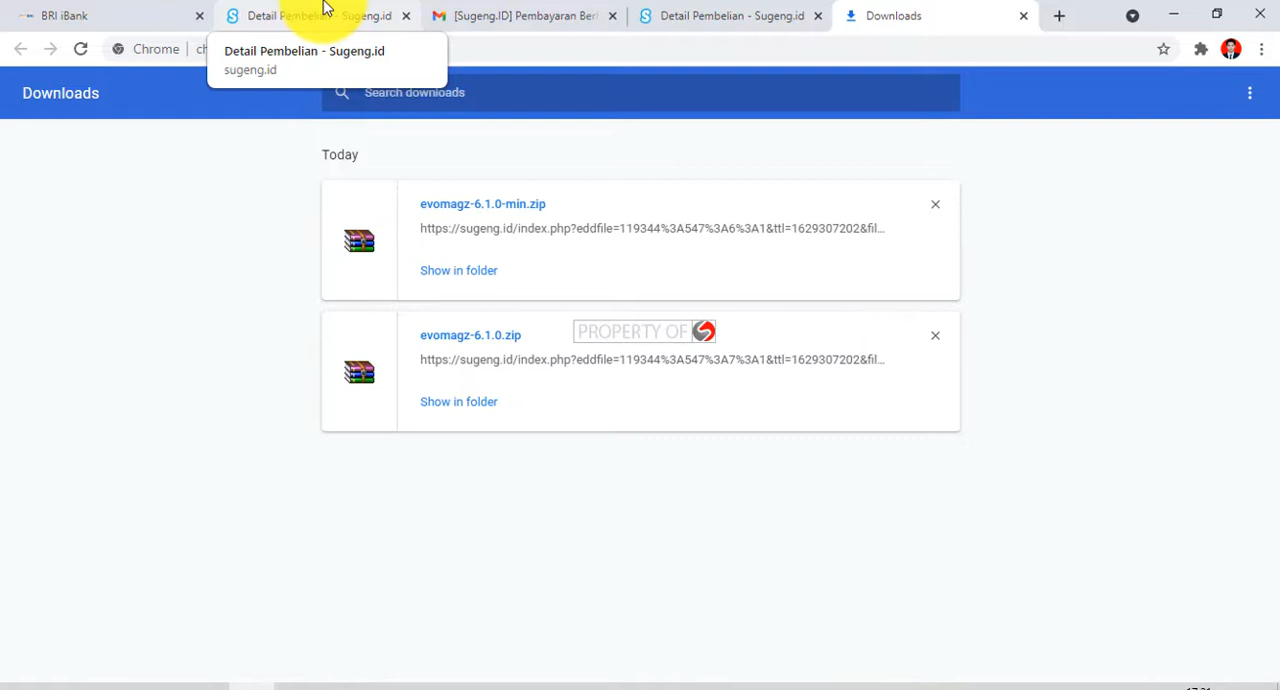 BRI iBank
Detail Pembelian - Sugeng.id
[Sugeng.ID] Pembayaran Ber
Detail Pembelian - Sugeng.id
Downloads
Chrome
Detail Pembelian - Sugeng.id
sugeng.id
Downloads
Search downloads
Today
evomagz-6.1.0-min.zip
https://sugeng.id/index.php?eddfile=119344%3A547%3A6%3A1&ttl=1629307202&fil...
Show in folder
evomagz-6.1.0.zip
PROPERTY OF
https://sugeng.id/index.php?eddfile=119344%3A547%3A7%3A1&ttl=1629307202&fil...
Show in folder